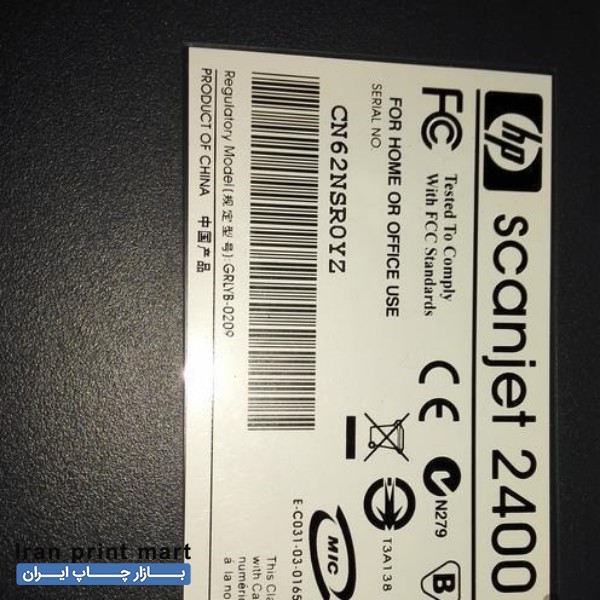 hp scanjet 2400
FC Tested To Comply
With FCC Standards
FOR HOME OR OFFICE USE
SERIAL NO.
CN62NSR0YZ
Regulatory Model(规定型号): GRLYB-0209
PRODUCT OF CHINA 中国产品
CE
N279
B
T3A138
MIC
E-C031-03-0165
This Cla
with Ca
numéri
à la no
Iran print mart
بازار چاپ ایران